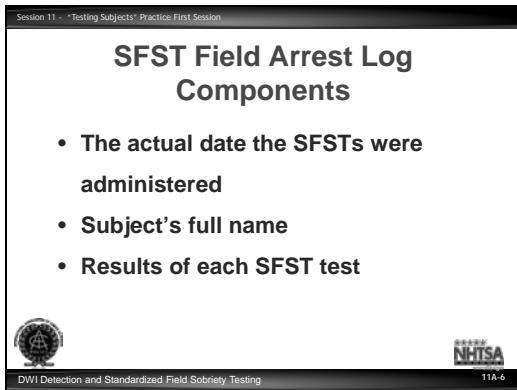 Session 11 - "Testing Subjects" Practice First Session
SFST Field Arrest Log
Components
• The actual date the SFSTs were
administered
• Subject's full name
• Results of each SFST test
NHTSA
DWI Detection and Standardized Field Sobriety Testing
11A-6